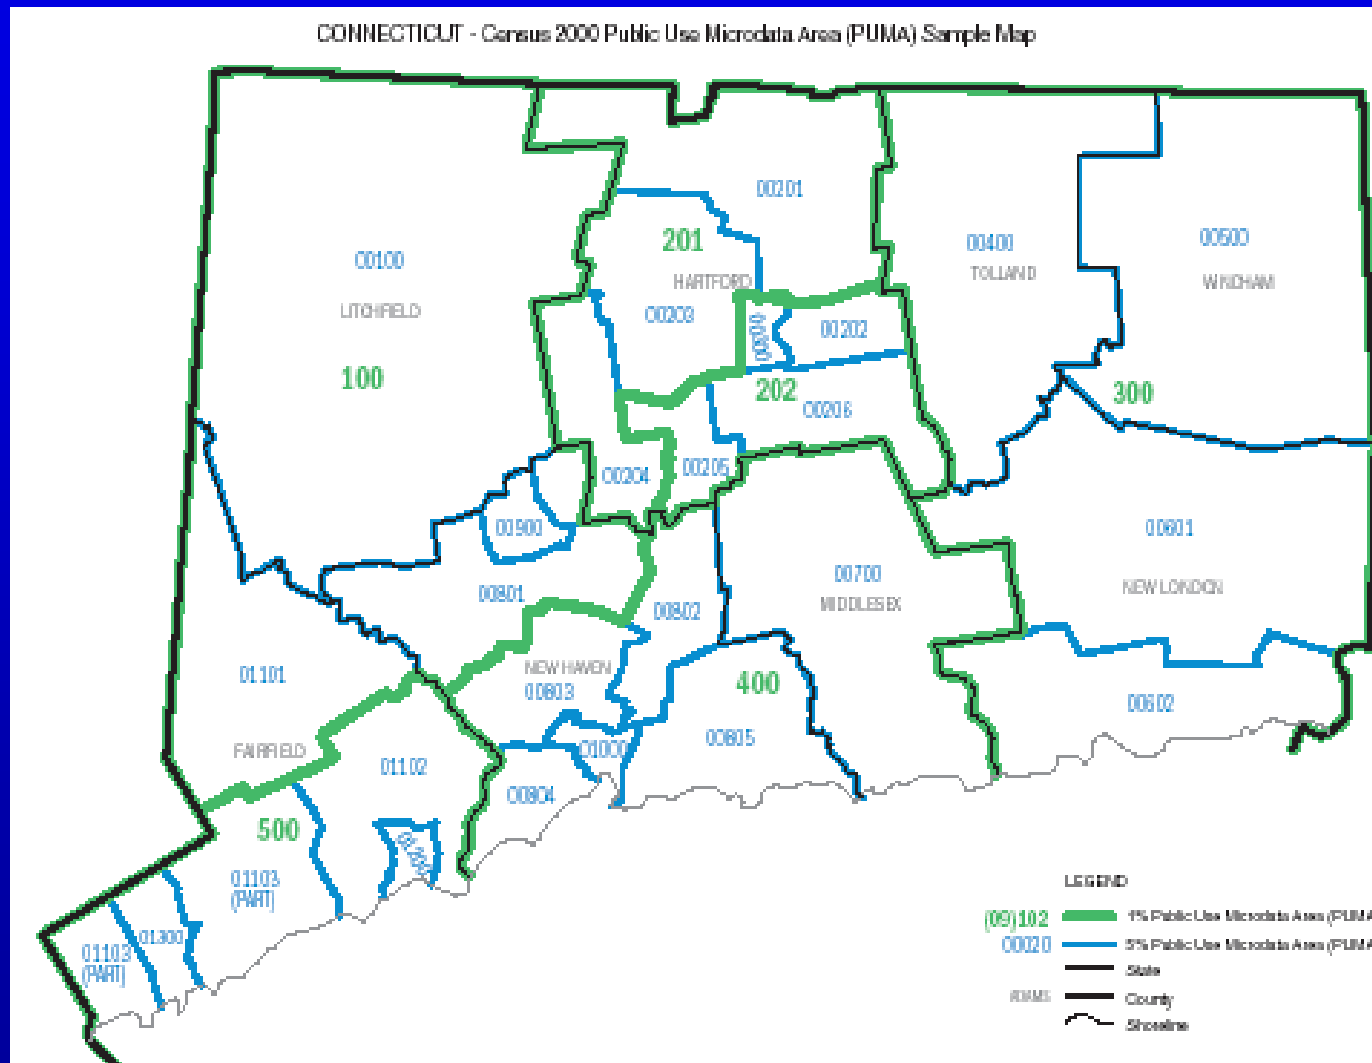 CONNECTICUT - Census 2000 Public Use Microdata Area (PUMA) Sample Map
00201
00100
201
00400
00500
HARTFORD
TOLLAND
WINDHAM
LITCHFIELD
00203
00202
100
202
300
00206
00204
00205
00900
00601
00700
00801
00802
MIDDLESEX
NEW LONDON
01101
NEW HAVEN
00803
400
00602
FAIRFIELD
01102
01000
00805
00804
500
01103
(PART)
01300
01103
(PART)
LEGEND
(09)102
1% Public Use Microdata Area (PUMA
00020
5% Public Use Microdata Area (PUMA
State
ADAMS
County
Shoreline